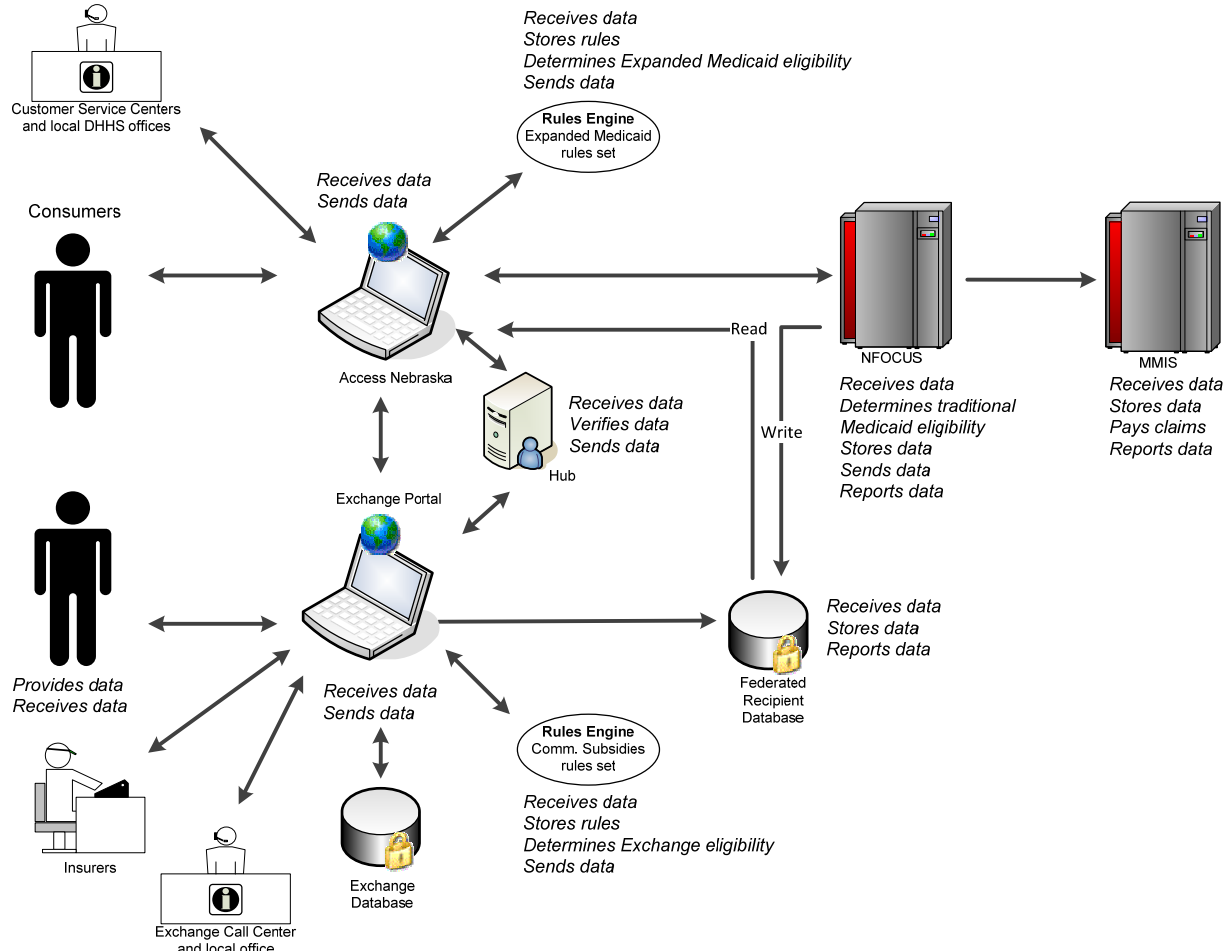 Receives data
Stores rules
Determines Expanded Medicaid eligibility
Sends data
Customer Service Centers
and local DHHS offices
Rules Engine
Expanded Medicaid
rules set
Receives data
Sends data
Consumers
Access Nebraska
Read
NFOCUS
MMIS
Receives data
Determines traditional
Medicaid eligibility
Stores data
Sends data
Reports data
Receives data
Stores data
Pays claims
Reports data
Receives data
Verifies data
Sends data
Hub
Write
Exchange Portal
Receives data
Stores data
Reports data
Federated
Recipient
Database
Provides data
Receives data
Receives data
Sends data
Rules Engine
Comm. Subsidies
rules set
Receives data
Stores rules
Determines Exchange eligibility
Sends data
Insurers
Exchange
Database
Exchange Call Center
and local office